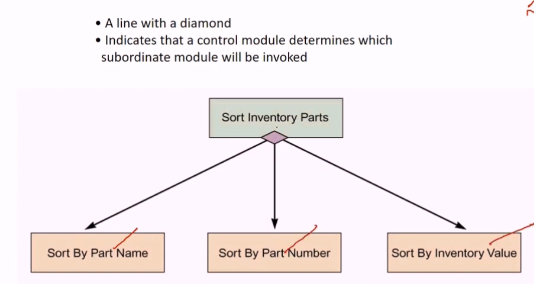 • A line with a diamond
• Indicates that a control module determines which
subordinate module will be invoked
Sort Inventory Parts
Sort By Part Name
Sort By Part Number
Sort By Inventory Value